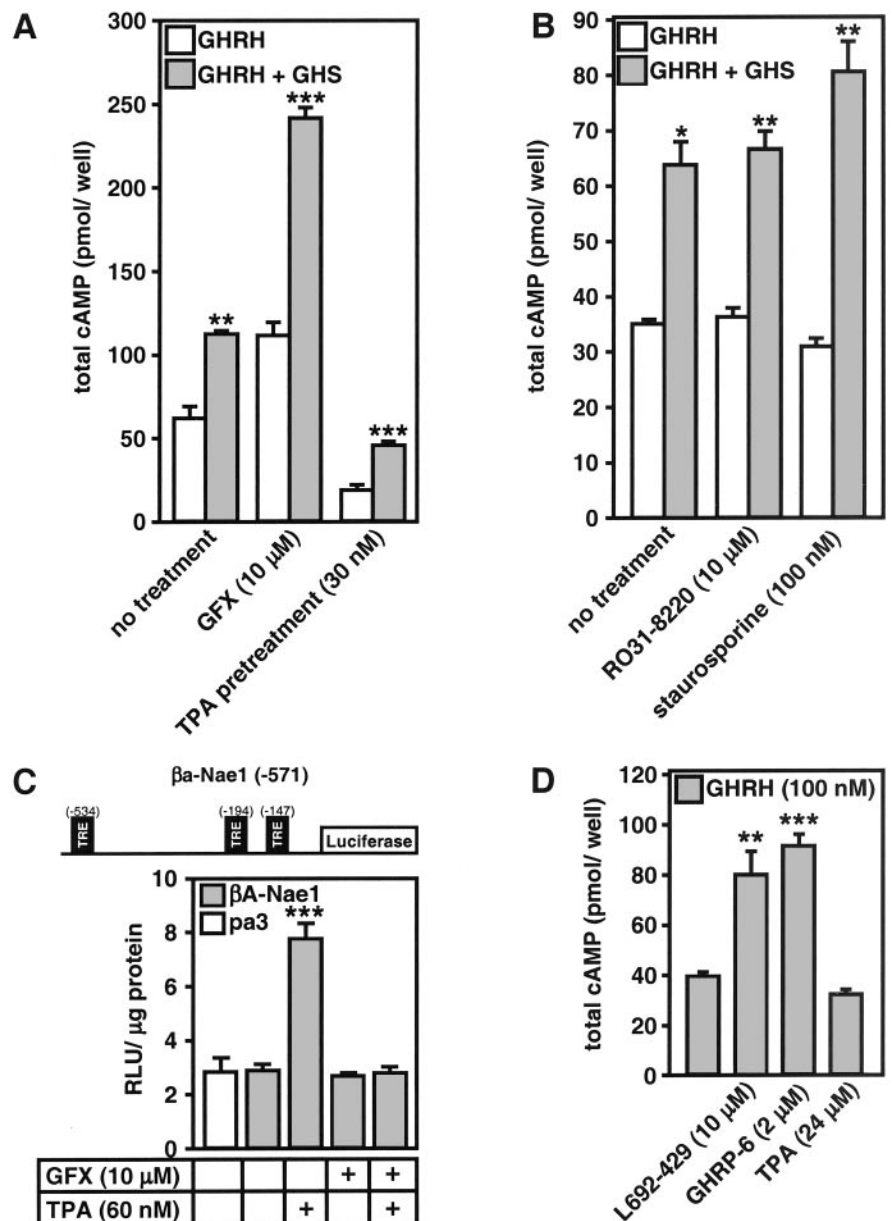 A
GHRH
GHRH + GHS
total cAMP (pmol/ well)
300
250
200
150
100
50
0
**
***
***
no treatment
GFX (10 μM)
TPA pretreatment (30 nM)
B
GHRH
GHRH + GHS
total cAMP (pmol/ well)
90
80
70
60
50
40
30
20
10
0
*
**
**
no treatment
RO31-8220 (10 μM)
staurosporine (100 nM)
C
βa-Nae1 (-571)
(-534) (-194) (-147)
TRE TRE TRE Luciferase
βA-Nae1
pa3
RLU/ μg protein
10
8
6
4
2
0
***
GFX (10 μM) + +
TPA (60 nM) + +
D
GHRH (100 nM)
total cAMP (pmol/ well)
120
100
80
60
40
20
0
**
***
L692-429 (10 μM)
GHRP-6 (2 μM)
TPA (24 μM)